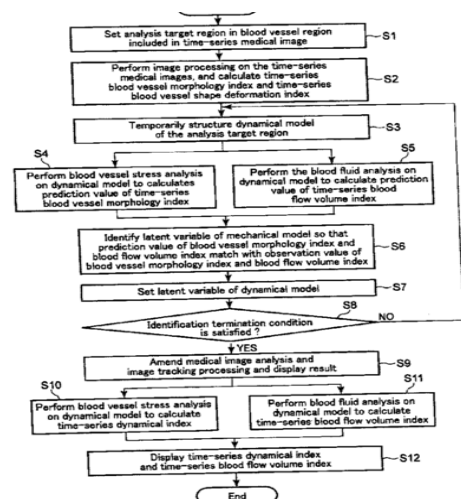 Set analysis target region in blood vessel region
included in time-series medical image
S1
Perform image processing on the time-series
medical images, and calculate time-series
blood vessel morphology index and time-series
blood vessel shape deformation index
S2
Temporarily structure dynamical model
of the analysis target region
S3
S4
Perform blood vessel stress analysis
on dynamical model to calculates
prediction value of time-series
blood vessel morphology index
S5
Perform the blood fluid analysis on
dynamical model to calculate prediction
value of time-series blood
flow volume index
Identify latent variable of mechanical model so that
prediction value of blood vessel morphology index and
blood flow volume index match with observation value of
blood vessel morphology index and blood flow volume index
S6
Set latent variable of dynamical model
S7
S8
Identification termination condition
is satisfied ?
NO
YES
Amend medical image analysis and
image tracking processing and display result
S9
S10
Perform blood vessel stress analysis
on dynamical model to calculate
time-series dynamical index
S11
Perform blood fluid analysis on
dynamical model to calculate
time-series blood flow volume index
Display time-series dynamical index
and time-series blood flow volume index
S12
End